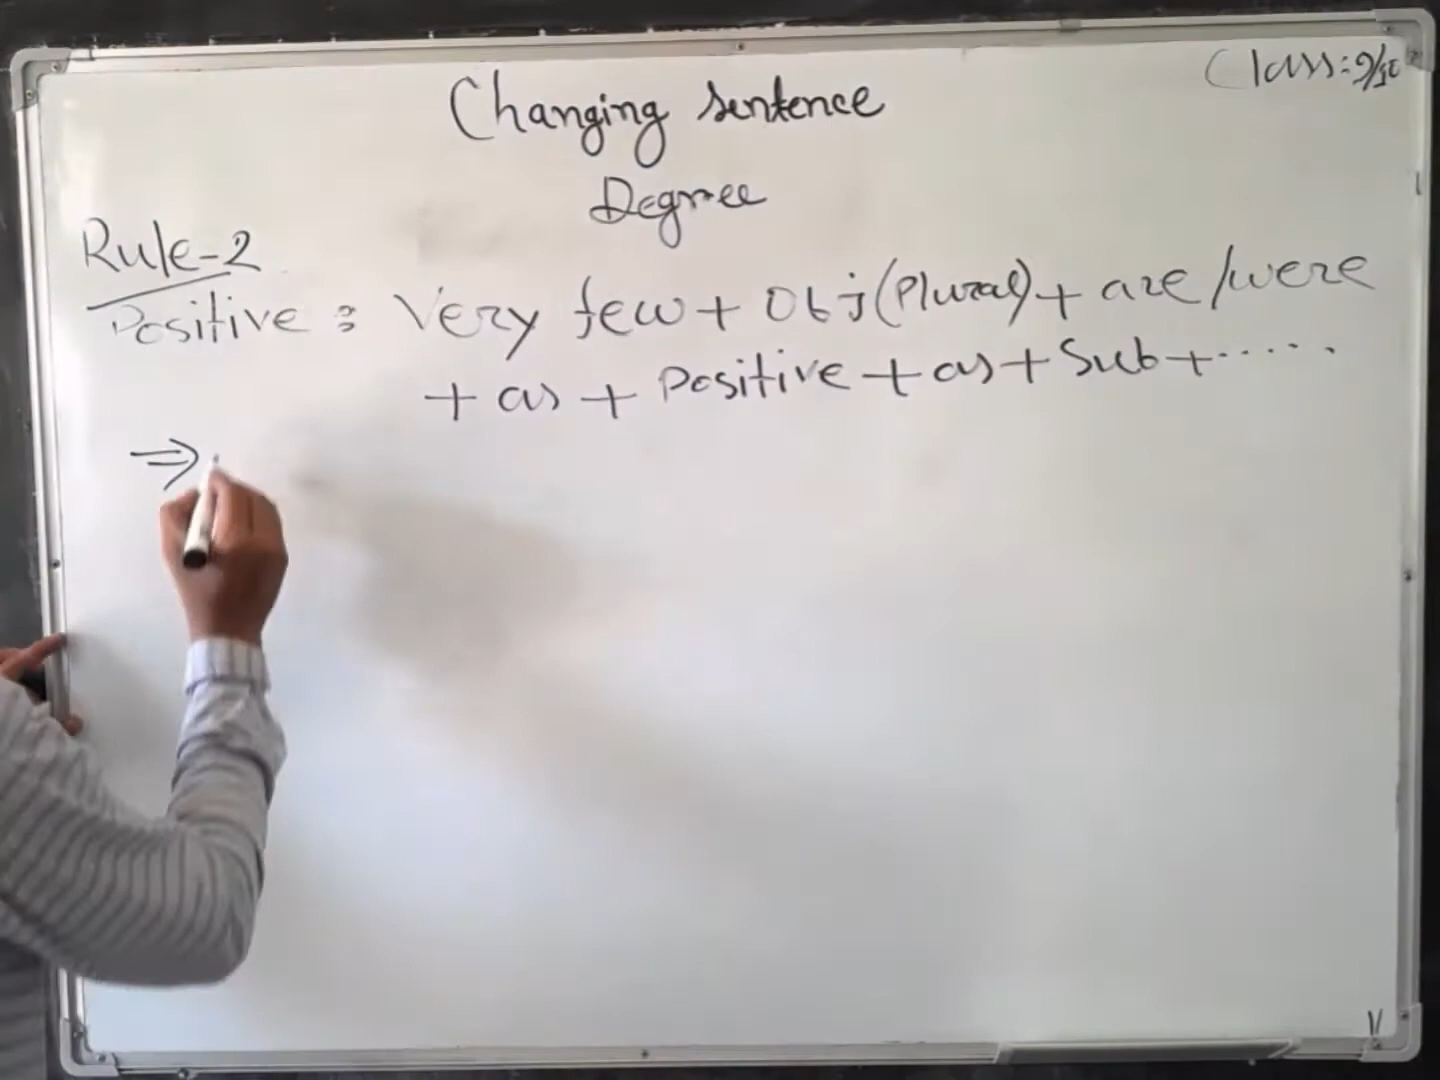 Class: 9/10
Changing sentence
Degree
Rule-2
Positive : Very few + Obj (Plural) + are/were
+ as + positive + as + Sub + .....
⇒